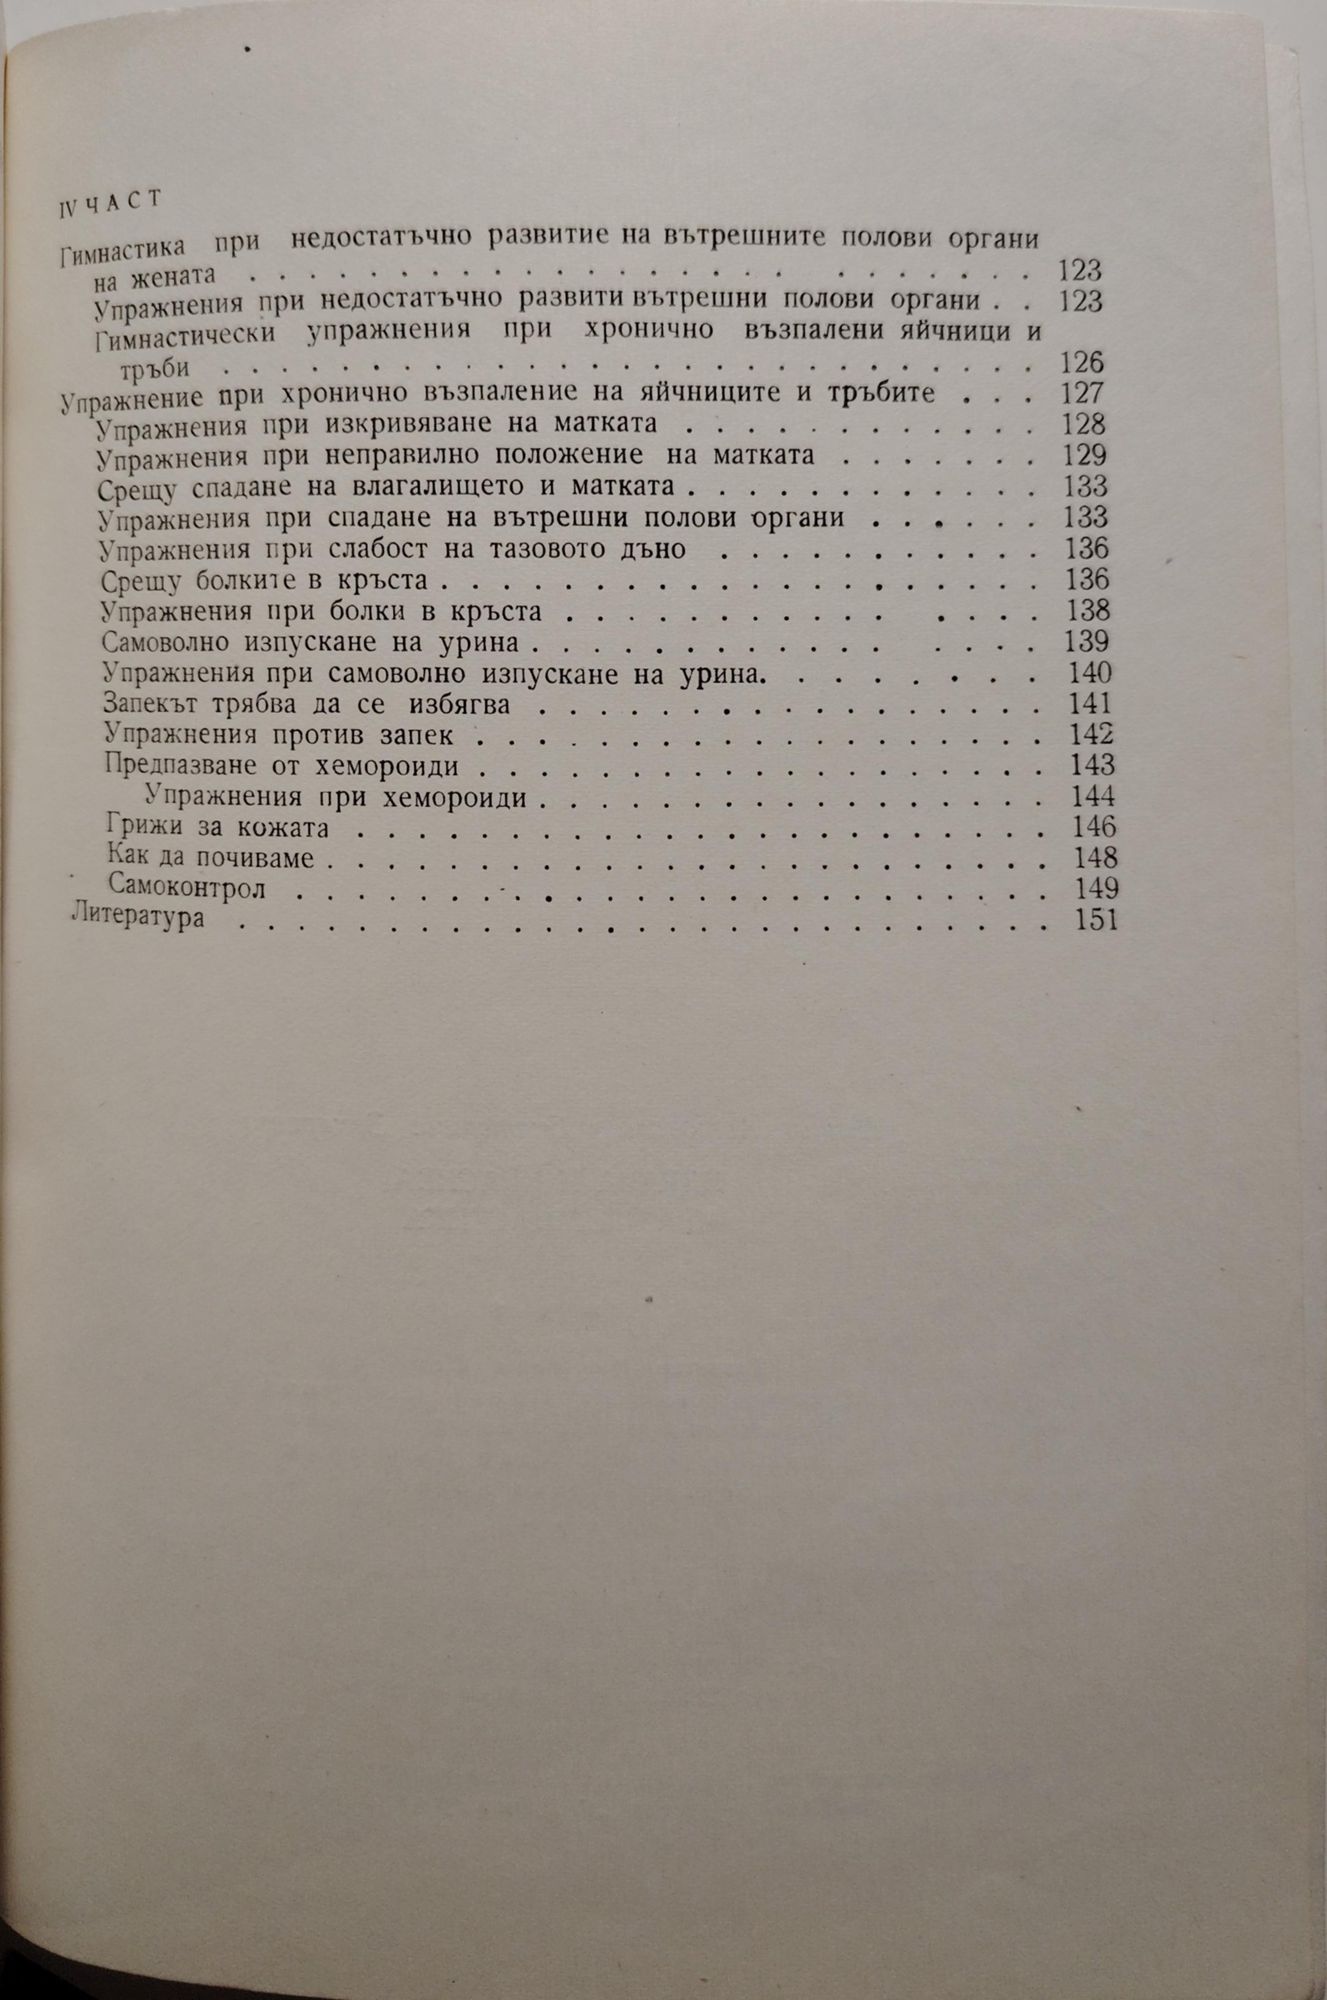 IV ЧАСТ
Гимнастика при недостатъчно развитие на вътрешните полови органи
на жената . . . . . . . . . . . . . . . . . . . . . . . . . 123
Упражнения при недостатъчно развити вътрешни полови органи . . 123
Гимнастически упражнения при хронично възпалени яйчници и
тръби . . . . . . . . . . . . . . . . . . . . . . . . . . 126
Упражнение при хронично възпаление на яйчниците и тръбите . . . 127
Упражнения при изкривяване на матката . . . . . . . . . . . . 128
Упражнения при неправилно положение на матката . . . . . . . 129
Срещу спадане на влагалището и матката . . . . . . . . . . . . 133
Упражнения при спадане на вътрешни полови органи . . . . . . 133
Упражнения при слабост на тазовото дъно . . . . . . . . . . . 136
Срещу болките в кръста . . . . . . . . . . . . . . . . . . . . 136
Упражнения при болки в кръста . . . . . . . . . . . . . . . 138
Самоволно изпускане на урина . . . . . . . . . . . . . . . . 139
Упражнения при самоволно изпускане на урина. . . . . . . . . 140
Запекът трябва да се избягва . . . . . . . . . . . . . . . . . 141
Упражнения против запек . . . . . . . . . . . . . . . . . . . 142
Предпазване от хемороиди . . . . . . . . . . . . . . . . . . . 143
Упражнения при хемороиди . . . . . . . . . . . . . . . . . 144
Грижи за кожата . . . . . . . . . . . . . . . . . . . . . . . 146
Как да почиваме . . . . . . . . . . . . . . . . . . . . . . . . 148
Самоконтрол . . . . . . . . . . . . . . . . . . . . . . . . 149
Литература . . . . . . . . . . . . . . . . . . . . . . . . . . 151